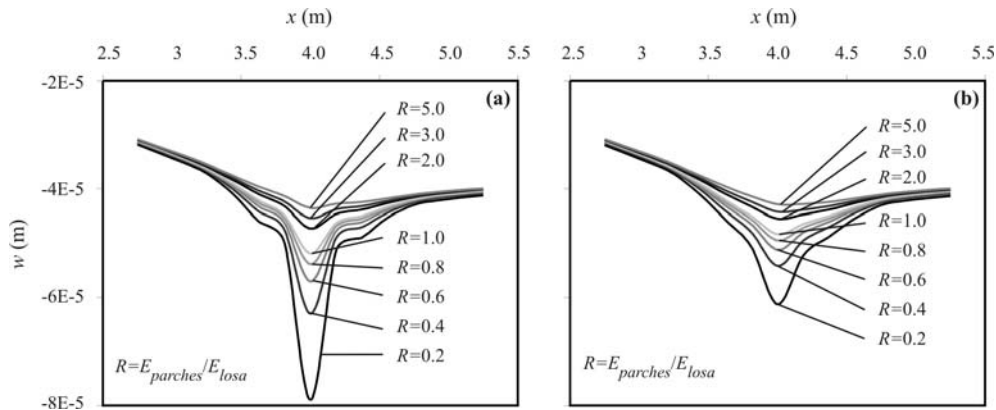 x (m)
2.5 3 3.5 4.0 4.5 5.0 5.5
x (m)
2.5 3 3.5 4.0 4.5 5.0 5.5
w (m)
-2E-5
-4E-5
-6E-5
-8E-5
(a)
R=5.0
R=3.0
R=2.0
R=1.0
R=0.8
R=0.6
R=0.4
R=0.2
R=Eparches/Elosa
(b)
R=5.0
R=3.0
R=2.0
R=1.0
R=0.8
R=0.6
R=0.4
R=0.2
R=Eparches/Elosa